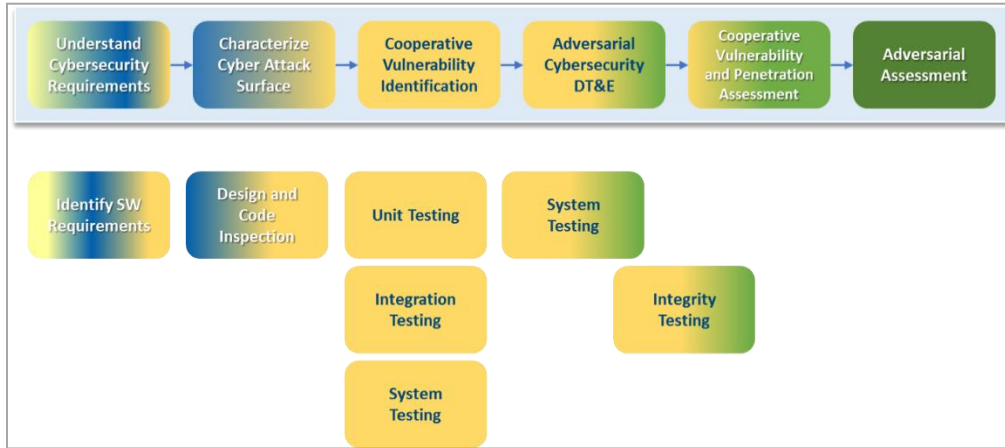 Understand
Cybersecurity
Requirements
Characterize
Cyber Attack
Surface
Cooperative
Vulnerability
Identification
Adversarial
Cybersecurity
DT&E
Cooperative
Vulnerability
and Penetration
Assessment
Adversarial
Assessment
Identify SW
Requirements
Design and
Code
Inspection
Unit Testing
System
Testing
Integration
Testing
Integrity
Testing
System
Testing